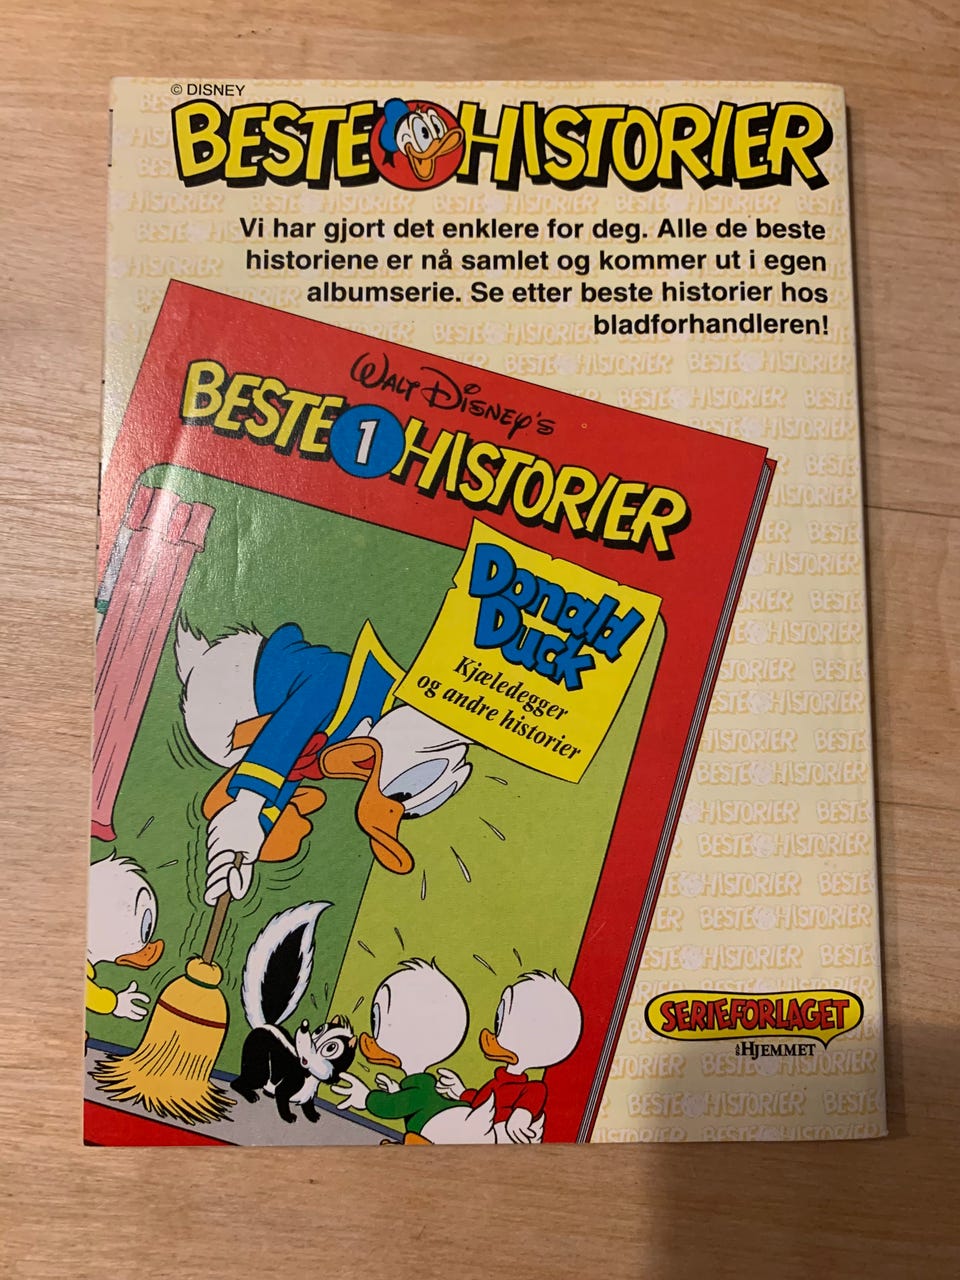 © DISNEY
BESTE HISTORIER
Vi har gjort det enklere for deg. Alle de beste
historiene er nå samlet og kommer ut i egen
albumserie. Se etter beste historier hos
bladforhandleren!
WALT DISNEY'S
BESTE 1 HISTORIER
Donald
Duck
Kjæledegger
og andre historier
SERIEFORLAGET
A/S HJEMMET